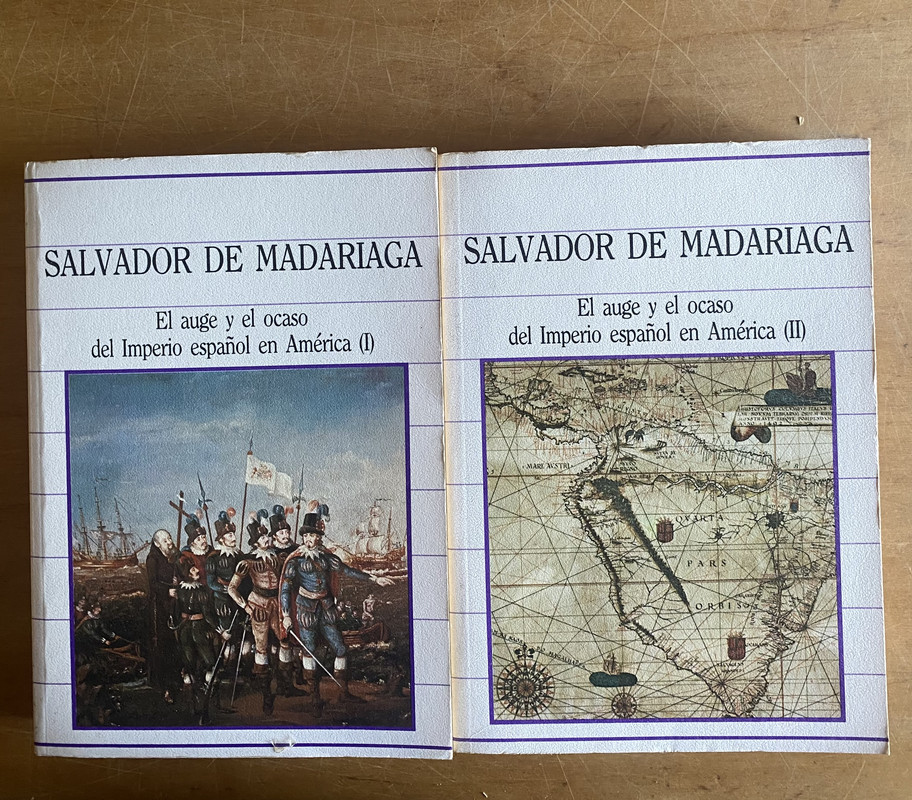 SALVADOR DE MADARIAGA
El auge y el ocaso
del Imperio español en América (I)
SALVADOR DE MADARIAGA
El auge y el ocaso
del Imperio español en América (II)
MARE AVSTRI
QVARTA
PARS
ORBIS